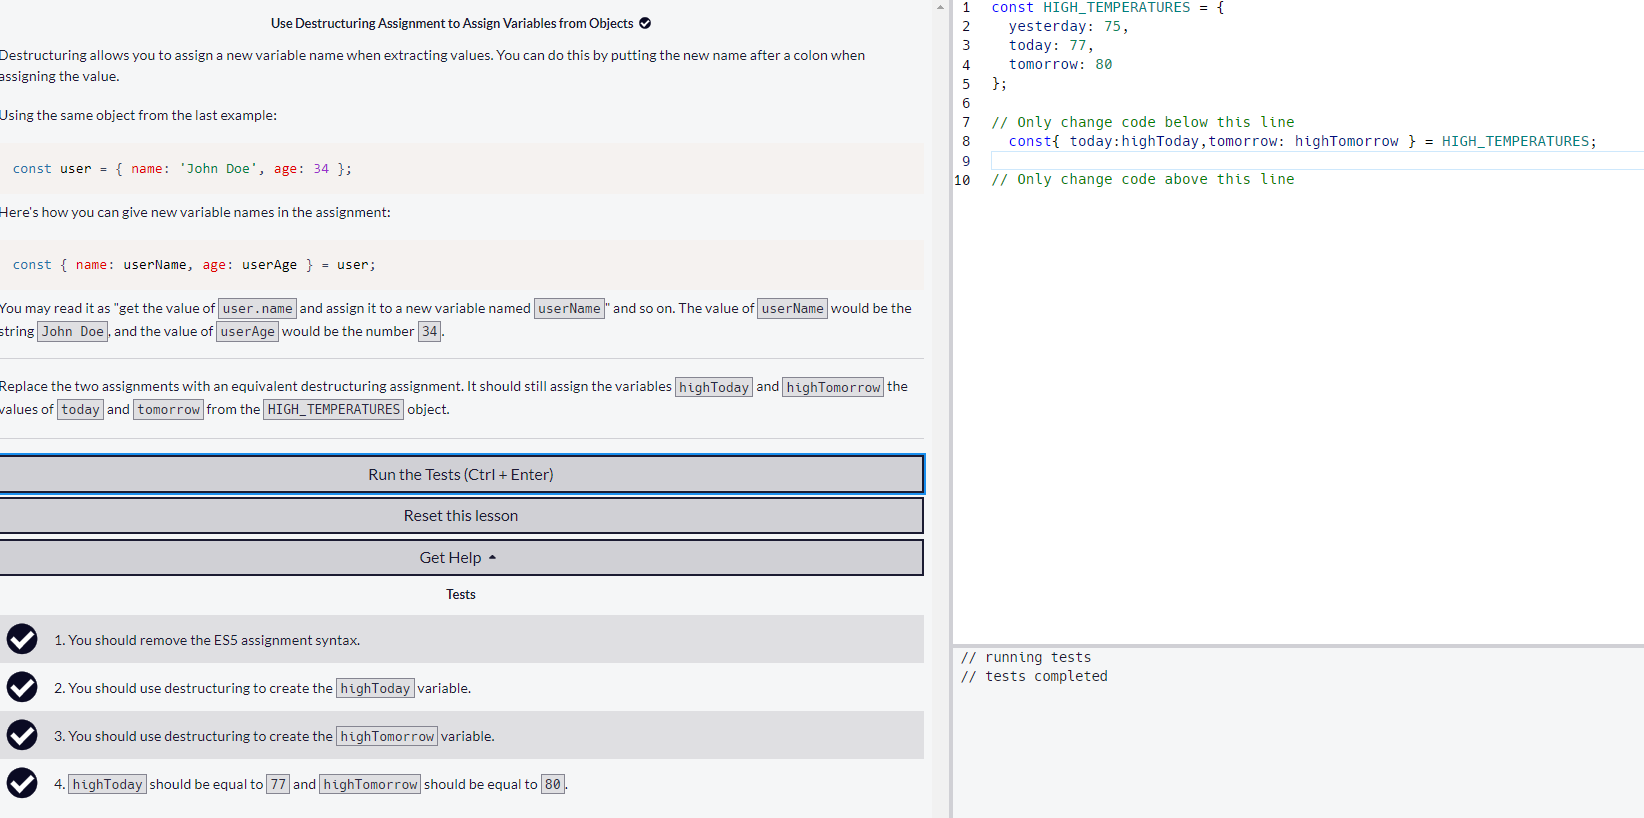 Use Destructuring Assignment to Assign Variables from Objects
Destructuring allows you to assign a new variable name when extracting values. You can do this by putting the new name after a colon when
assigning the value.
Using the same object from the last example:
const user = { name: 'John Doe', age: 34 };
Here's how you can give new variable names in the assignment:
const { name: userName, age: userAge } = user;
You may read it as "get the value of user.name and assign it to a new variable named userName" and so on. The value of userName would be the
string John Doe, and the value of userAge would be the number 34.
Replace the two assignments with an equivalent destructuring assignment. It should still assign the variables highToday and highTomorrow the
values of today and tomorrow from the HIGH_TEMPERATURES object.
Run the Tests (Ctrl + Enter)
Reset this lesson
Get Help
Tests
1. You should remove the ES5 assignment syntax.
2. You should use destructuring to create the highToday variable.
3. You should use destructuring to create the highTomorrow variable.
4. highToday should be equal to 77 and highTomorrow should be equal to 80.
1 const HIGH_TEMPERATURES = {
2 yesterday: 75,
3 today: 77,
4 tomorrow: 80
5 };
6
7 // Only change code below this line
8 const{ today:highToday,tomorrow: highTomorrow } = HIGH_TEMPERATURES;
9
10 // Only change code above this line
// running tests
// tests completed